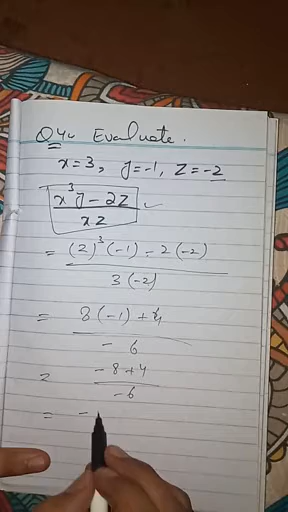 Q4. Evaluate.
x=3, y=-1, z=-2
x³y - 2z
xz
= (2)³(-1) - 2(-2)
3(-2)
= 8(-1) + 4
- 6
= -8+4
-6
= -